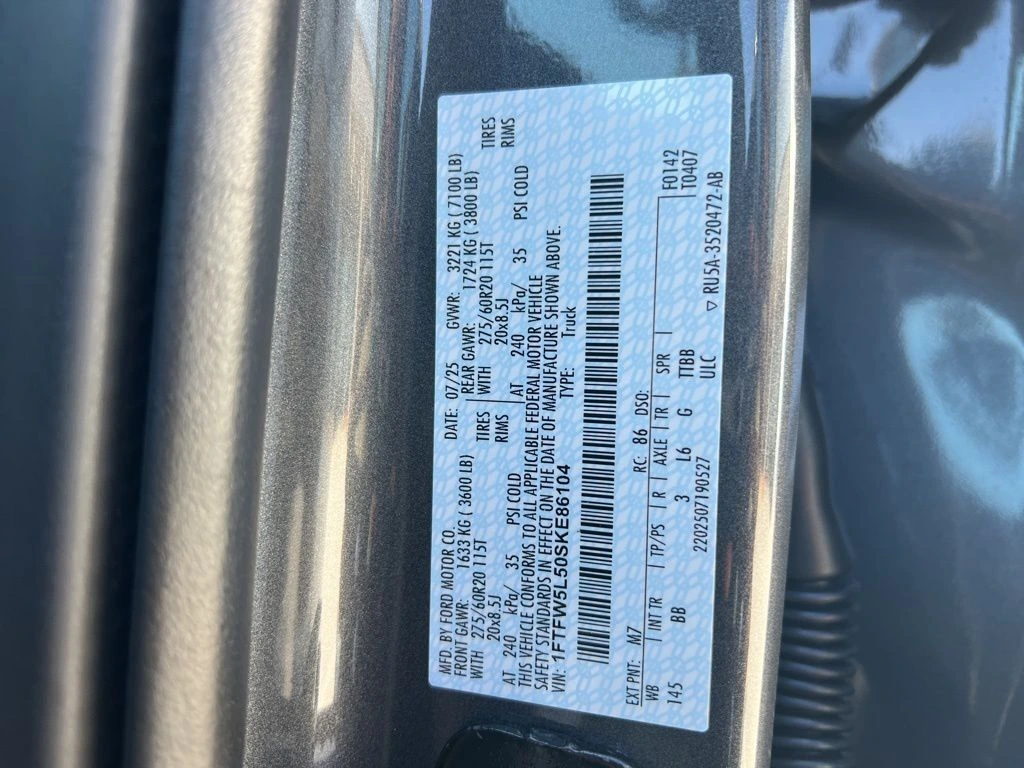 MFD. BY FORD MOTOR CO.
DATE: 07/25 GVWR: 3221 KG ( 7100 LB)
FRONT GAWR: 1633 KG ( 3600 LB) REAR GAWR: 1724 KG ( 3800 LB)
WITH 275/60R20 115T TIRES WITH 275/60R20 115T TIRES
20x8.5J RIMS 20x8.5J RIMS
AT 240 kPa/ 35 PSI COLD AT 240 kPa/ 35 PSI COLD
THIS VEHICLE CONFORMS TO ALL APPLICABLE FEDERAL MOTOR VEHICLE
SAFETY STANDARDS IN EFFECT ON THE DATE OF MANUFACTURE SHOWN ABOVE.
VIN: 1FTFW5L50SKE86104 TYPE: Truck
EXT PNT: M7 RC: 86 DSO: F0142
WB INT TR TP/PS R AXLE TR SPR T0407
145 BB 3 L6 G TTBB
2202507190527 ULC ▽ RU5A-3520472-AB